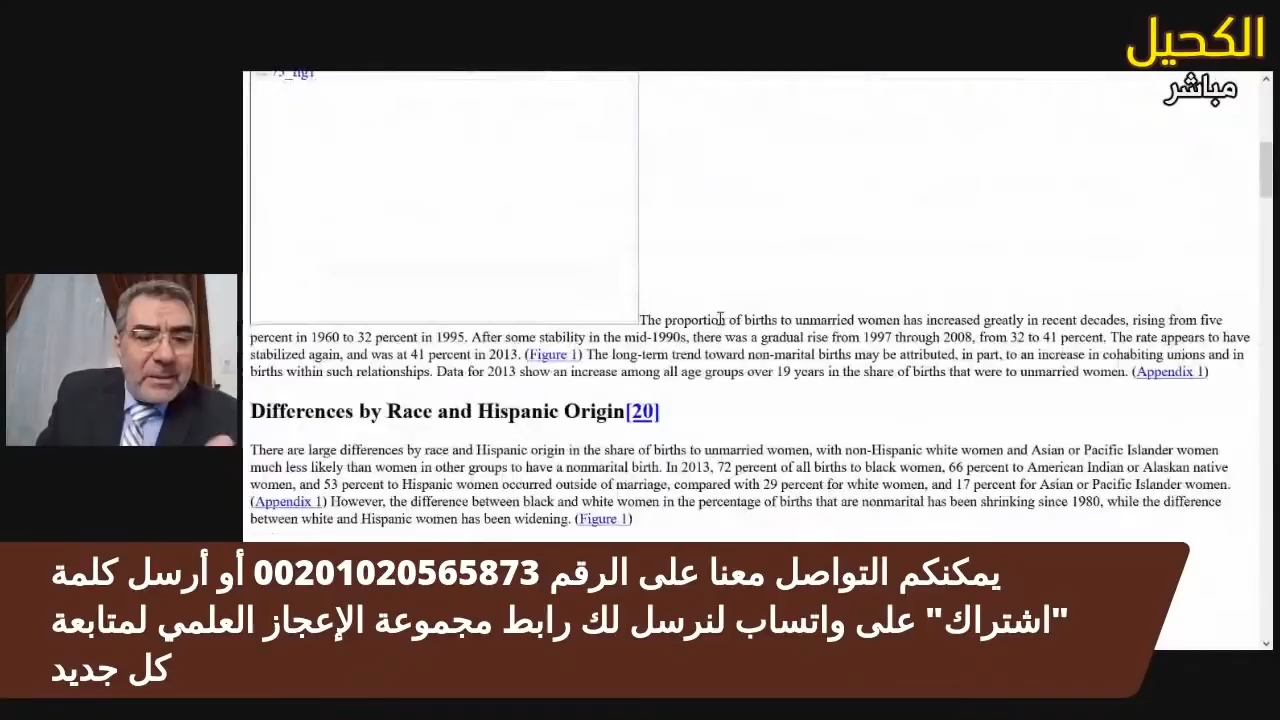 الكحيل
مباشر
The proportion of births to unmarried women has increased greatly in recent decades, rising from five
percent in 1960 to 32 percent in 1995. After some stability in the mid-1990s, there was a gradual rise from 1997 through 2008, from 32 to 41 percent. The rate appears to have
stabilized again, and was at 41 percent in 2013. (Figure 1) The long-term trend toward non-marital births may be attributed, in part, to an increase in cohabiting unions and in
births within such relationships. Data for 2013 show an increase among all age groups over 19 years in the share of births that were to unmarried women. (Appendix 1)
Differences by Race and Hispanic Origin[20]
There are large differences by race and Hispanic origin in the share of births to unmarried women, with non-Hispanic white women and Asian or Pacific Islander women
much less likely than women in other groups to have a nonmarital birth. In 2013, 72 percent of all births to black women, 66 percent to American Indian or Alaskan native
women, and 53 percent to Hispanic women occurred outside of marriage, compared with 29 percent for white women, and 17 percent for Asian or Pacific Islander women.
(Appendix 1) However, the difference between black and white women in the percentage of births that are nonmarital has been shrinking since 1980, while the difference
between white and Hispanic women has been widening. (Figure 1)
يمكنكم التواصل معنا على الرقم 00201020565873 أو أرسل كلمة
"اشتراك" على واتساب لنرسل لك رابط مجموعة الإعجاز العلمي لمتابعة
كل جديد